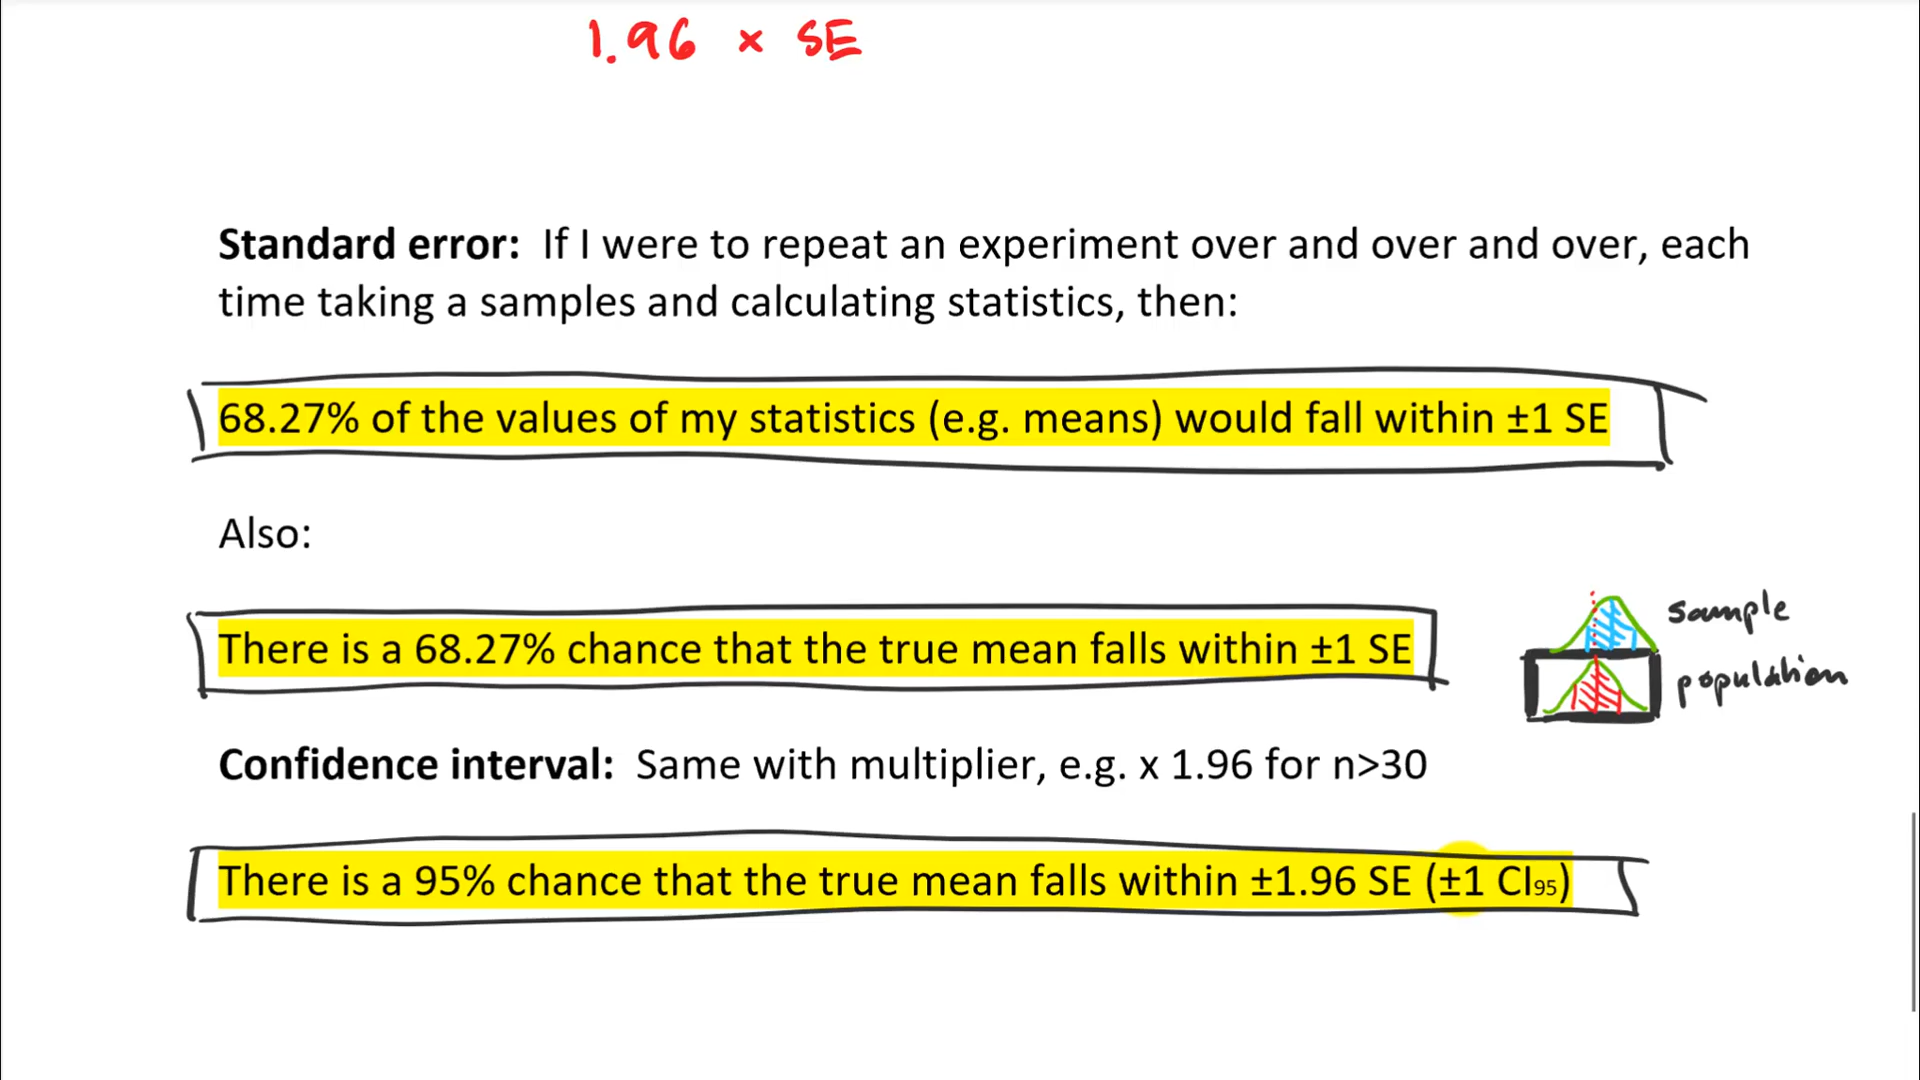 1.96 × SE
Standard error: If I were to repeat an experiment over and over and over, each
time taking a samples and calculating statistics, then:
68.27% of the values of my statistics (e.g. means) would fall within ±1 SE
Also:
There is a 68.27% chance that the true mean falls within ±1 SE
sample
population
Confidence interval: Same with multiplier, e.g. x 1.96 for n>30
There is a 95% chance that the true mean falls within ±1.96 SE (±1 CI95)